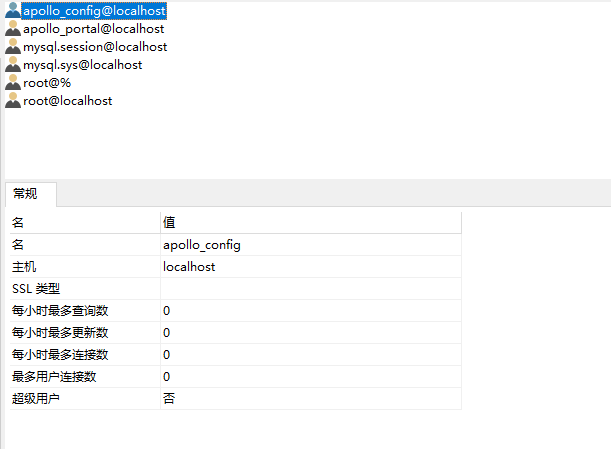 apollo_config@localhost
apollo_portal@localhost
mysql.session@localhost
mysql.sys@localhost
root@%
root@localhost
常规
名 值
名 apollo_config
主机 localhost
SSL 类型
每小时最多查询数 0
每小时最多更新数 0
每小时最多连接数 0
最多用户连接数 0
超级用户 否